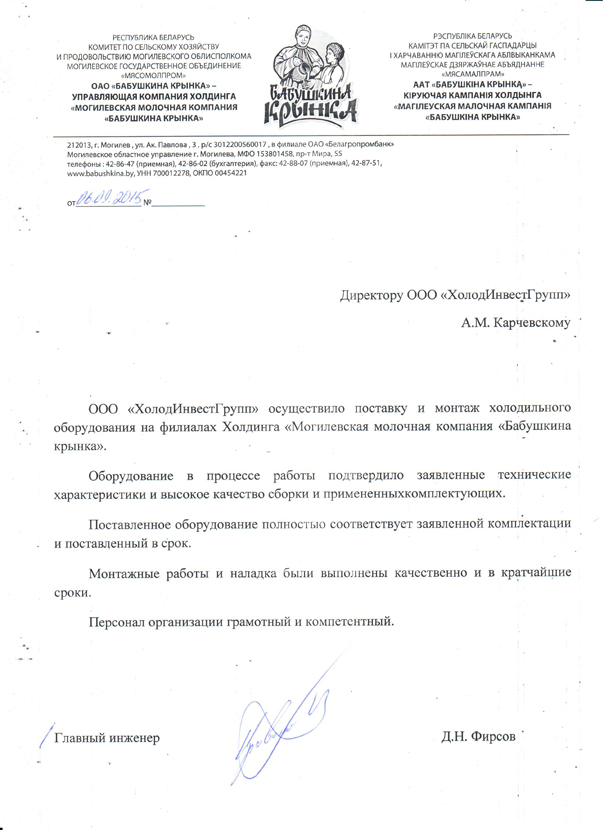 РЕСПУБЛИКА БЕЛАРУСЬ
КОМИТЕТ ПО СЕЛЬСКОМУ ХОЗЯЙСТВУ
И ПРОДОВОЛЬСТВИЮ МОГИЛЕВСКОГО ОБЛИСПОЛКОМА
МОГИЛЕВСКОЕ ГОСУДАРСТВЕННОЕ ОБЪЕДИНЕНИЕ
«МЯСОМОЛПРОМ»
ОАО «БАБУШКИНА КРЫНКА» –
УПРАВЛЯЮЩАЯ КОМПАНИЯ ХОЛДИНГА
«МОГИЛЕВСКАЯ МОЛОЧНАЯ КОМПАНИЯ
«БАБУШКИНА КРЫНКА»
БАБУШКИНА
КРЫНКА
РЭСПУБЛІКА БЕЛАРУСЬ
КАМІТЭТ ПА СЕЛЬСКАЙ ГАСПАДАРЦЫ
І ХАРЧАВАННЮ МАГІЛЁЎСКАГА АБЛВЫКАНКАМА
МАГІЛЁЎСКАЕ ДЗЯРЖАЎНАЕ АБ'ЯДНАННЕ
«МЯСАМАЛПРАМ»
ААТ «БАБУШКІНА КРЫНКА» –
КІРУЮЧАЯ КАМПАНІЯ ХОЛДЫНГА
«МАГІЛЕУСКАЯ МАЛОЧНАЯ КАМПАНІЯ
«БАБУШКІНА КРЫНКА»
212013, г. Могилев , ул. Ак. Павлова , 3 , р/с 3012200560017 , в филиале ОАО «Белагропромбанк»
Могилевское областное управление г. Могилева, МФО 153801458, пр-т Мира, 55
телефоны : 42-86-47 (приемная), 42-86-02 (бухгалтерия), факс: 42-88-07 (приемная), 42-87-51,
www.babushkina.by, УНН 700012278, ОКПО 00454221
от 06.01.2015 №
Директору ООО «ХолодИнвестГрупп»
А.М. Карчевскому
ООО «ХолодИнвестГрупп» осуществило поставку и монтаж холодильного
оборудования на филиалах Холдинга «Могилевская молочная компания «Бабушкина
крынка».
Оборудование в процессе работы подтвердило заявленные технические
характеристики и высокое качество сборки и примененныхкомплектующих.
Поставленное оборудование полностью соответствует заявленной комплектации
и поставленный в срок.
Монтажные работы и наладка были выполнены качественно и в кратчайшие
сроки.
Персонал организации грамотный и компетентный.
Главный инженер
Д.Н. Фирсов